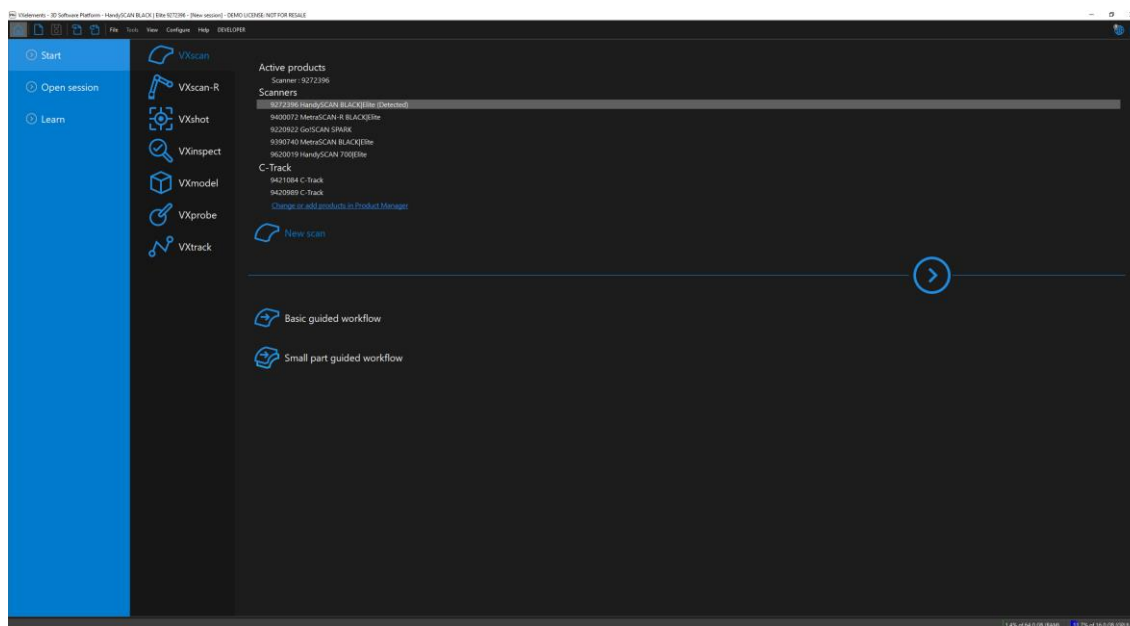 VXelements - 3D Software Platform - HandySCAN BLACK | Elite 9272396 - [New session] - DEMO LICENSE: NOT FOR RESALE
File Tools View Configure Help DEVELOPER
Start
Open session
Learn
VXscan
VXscan-R
VXshot
VXinspect
VXmodel
VXprobe
VXtrack
Active products
Scanner : 9272396
Scanners
9272396 HandySCAN BLACK|Elite (Detected)
9400072 MetraSCAN-R BLACK|Elite
9220922 Go!SCAN SPARK
9390740 MetraSCAN BLACK|Elite
9620019 HandySCAN 700|Elite
C-Track
9421084 C-Track
9420989 C-Track
Change or add products in Product Manager
New scan
Basic guided workflow
Small part guided workflow